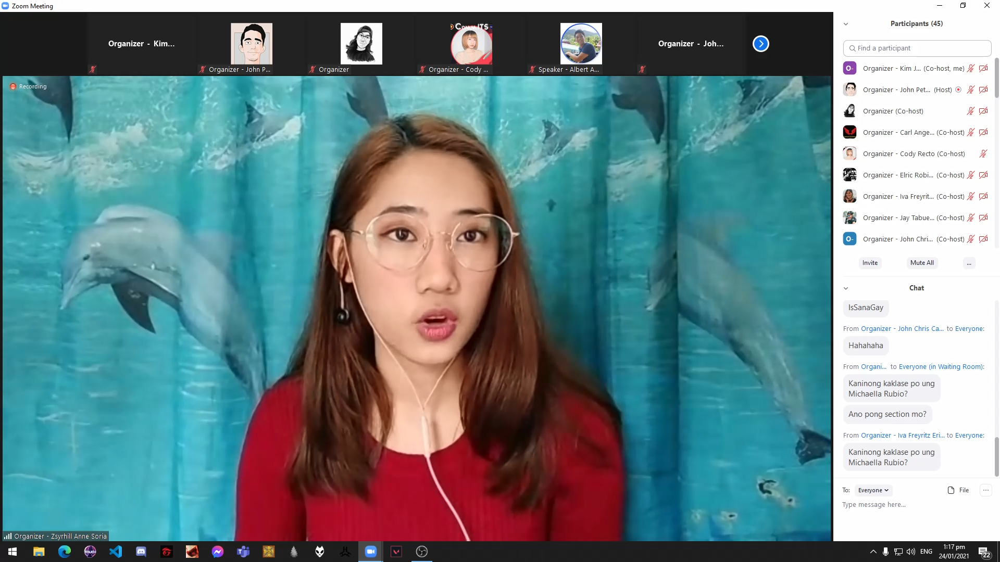 Zoom Meeting
Organizer - Kim...
Organizer - John P...
Organizer
COMM.ITS
Organizer - Cody ...
Speaker - Albert A...
Organizer - Joh...
Recording
Organizer - Zsyrhill Anne Soria
Participants (45)
Find a participant
O- Organizer - Kim J... (Co-host, me)
Organizer - John Pet... (Host)
Organizer (Co-host)
Organizer - Carl Ange... (Co-host)
Organizer - Cody Recto (Co-host)
Organizer - Elric Robi... (Co-host)
Organizer - Iva Freyrit... (Co-host)
Organizer - Jay Tabue... (Co-host)
O- Organizer - John Chri... (Co-host)
Invite Mute All ...
Chat
IsSanaGay
From Organizer - John Chris Ca... to Everyone:
Hahahaha
From Organi... to Everyone (in Waiting Room):
Kaninong kaklase po ung
Michaella Rubio?
Ano pong section mo?
From Organizer - Iva Freyritz Eri... to Everyone:
Kaninong kaklase po ung
Michaella Rubio?
To: Everyone File ...
Type message here...
ENG
1:17 pm
24/01/2021
22